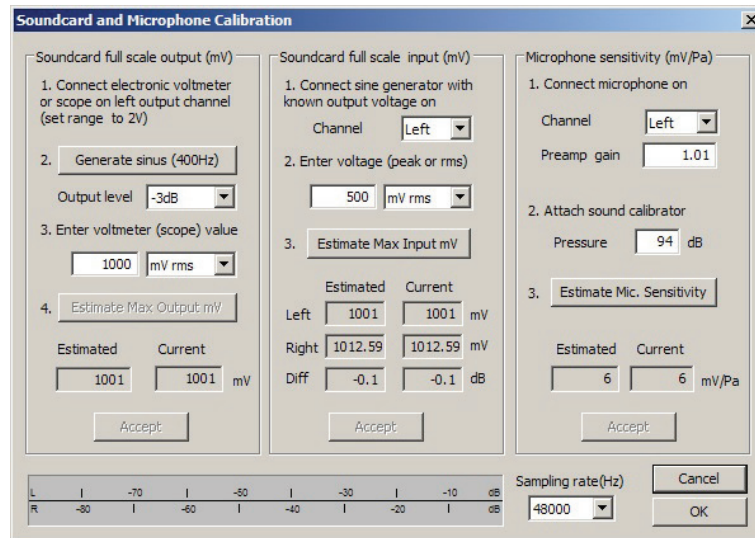 Soundcard and Microphone Calibration
Soundcard full scale output (mV)
1. Connect electronic voltmeter
or scope on left output channel
(set range to 2V)
2. Generate sinus (400Hz)
Output level -3dB
3. Enter voltmeter (scope) value
1000 mV rms
4. Estimate Max Output mV
Estimated Current
1001 1001 mV
Accept
Soundcard full scale input (mV)
1. Connect sine generator with
known output voltage on
Channel Left
2. Enter voltage (peak or rms)
500 mV rms
3. Estimate Max Input mV
Estimated Current
Left 1001 1001 mV
Right 1012.59 1012.59 mV
Diff -0.1 -0.1 dB
Accept
Microphone sensitivity (mV/Pa)
1. Connect microphone on
Channel Left
Preamp gain 1.01
2. Attach sound calibrator
Pressure 94 dB
3. Estimate Mic. Sensitivity
Estimated Current
6 6 mV/Pa
Accept
L -70 -50 -30 -10 dB
R -80 -60 -40 -20 dB
Sampling rate(Hz)
48000
Cancel
OK